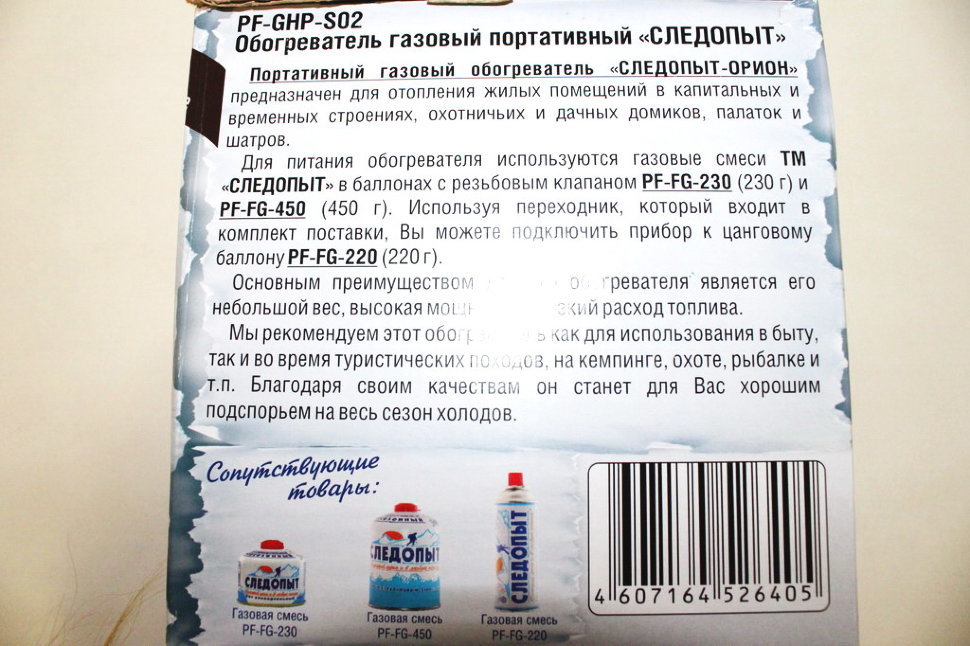 PF-GHP-S02
Обогреватель газовый портативный «СЛЕДОПЫТ»
Портативный газовый обогреватель «СЛЕДОПЫТ-ОРИОН»
предназначен для отопления жилых помещений в капитальных и
временных строениях, охотничьих и дачных домиков, палаток и
шатров.
Для питания обогревателя используются газовые смеси ТМ
«СЛЕДОПЫТ» в баллонах с резьбовым клапаном PF-FG-230 (230 г) и
PF-FG-450 (450 г). Используя переходник, который входит в
комплект поставки, Вы можете подключить прибор к цанговому
баллону PF-FG-220 (220 г).
Основным преимуществом является его
небольшой вес, высокая расход топлива.
Мы рекомендуем этот как для использования в быту,
так и во время туристических походов, на кемпинге, охоте, рыбалке и
т.п. Благодаря своим качествам он станет для Вас хорошим
подспорьем на весь сезон холодов.
Сопутствующие
товары:
СЛЕДОПЫТ
СЛЕДОПЫТ
СЛЕДОПЫТ
Газовая смесь
PF-FG-230
Газовая смесь
PF-FG-450
Газовая смесь
PF-FG-220
4 607164 526405